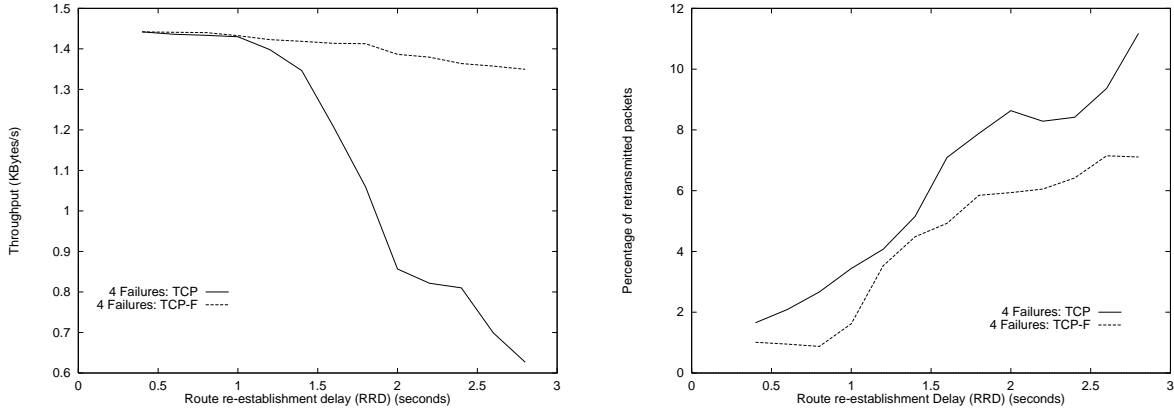 1.5
1.4
1.3
1.2
1.1
1
0.9
0.8
0.7
0.6
Throughput (KBytes/s)
4 Failures: TCP
4 Failures: TCP-F
0 0.5 1 1.5 2 2.5 3
Route re-establishment delay (RRD) (seconds)
12
10
8
6
4
2
0
Percentage of retransmitted packets
4 Failures: TCP
4 Failures: TCP-F
0 0.5 1 1.5 2 2.5 3
Route re-establishment Delay (RRD) (seconds)